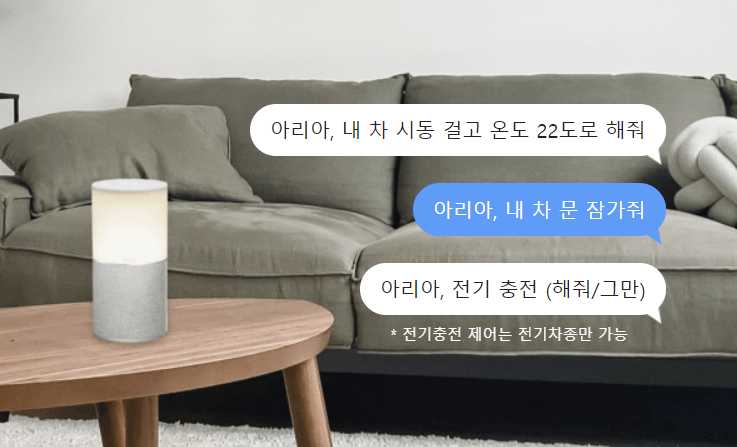 아리아, 내 차 시동 걸고 온도 22도로 해줘
아리아, 내 차 문 잠가줘
아리아, 전기 충전 (해줘/그만)
* 전기충전 제어는 전기차종만 가능